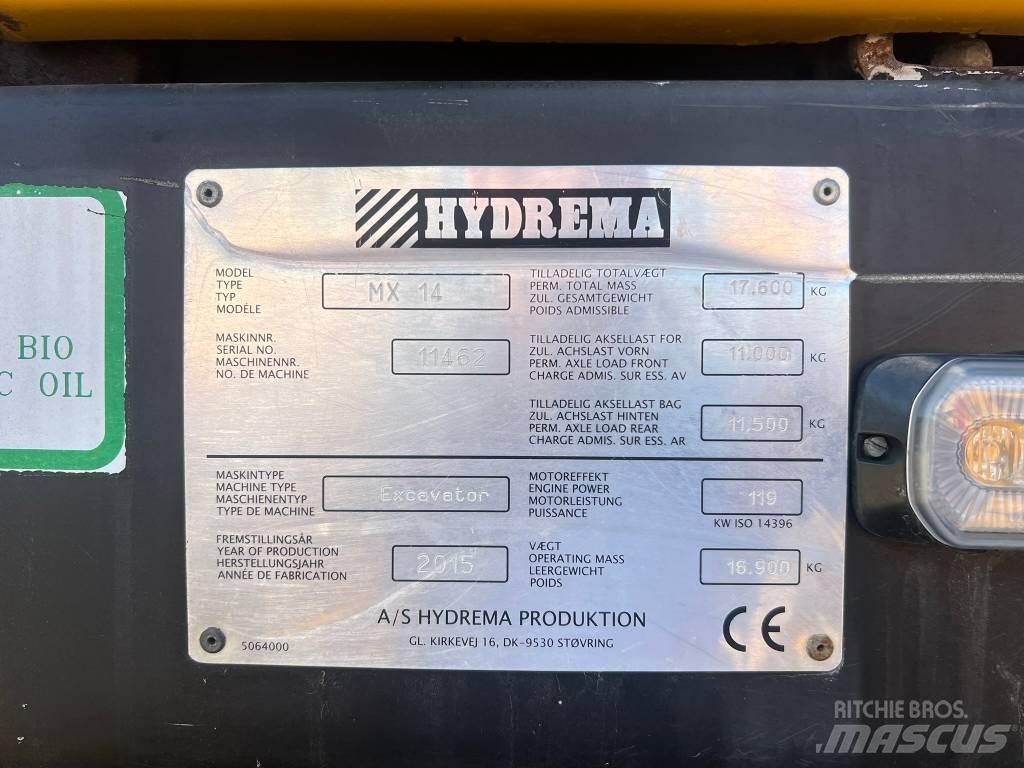 BIO
C OIL
HYDREMA
MODEL
TYPE
TYP
MODÈLE
MX 14
MASKINNR.
SERIAL NO.
MASCHINENNR.
NO. DE MACHINE
11462
TILLADELIG TOTALVÆGT
PERM. TOTAL MASS
ZUL. GESAMTGEWICHT
POIDS ADMISSIBLE
17.600 KG
TILLADELIG AKSELLAST FOR
ZUL. ACHSLAST VORN
PERM. AXLE LOAD FRONT
CHARGE ADMIS. SUR ESS. AV
11.000 KG
TILLADELIG AKSELLAST BAG
ZUL. ACHSLAST HINTEN
PERM. AXLE LOAD REAR
CHARGE ADMIS. SUR ESS. AR
11.500 KG
MASKINTYPE
MACHINE TYPE
MASCHIENENTYP
TYPE DE MACHINE
Excavator
FREMSTILLINGSÅR
YEAR OF PRODUCTION
HERSTELLUNGSJAHR
ANNÉE DE FABRICATION
2015
MOTOREFFEKT
ENGINE POWER
MOTORLEISTUNG
PUISSANCE
119
KW ISO 14396
VÆGT
OPERATING MASS
LEERGEWICHT
POIDS
16.900 KG
A/S HYDREMA PRODUKTION
GL. KIRKEVEJ 16, DK-9530 STØVRING
5064000
CE
RITCHIE BROS.
MASCUS